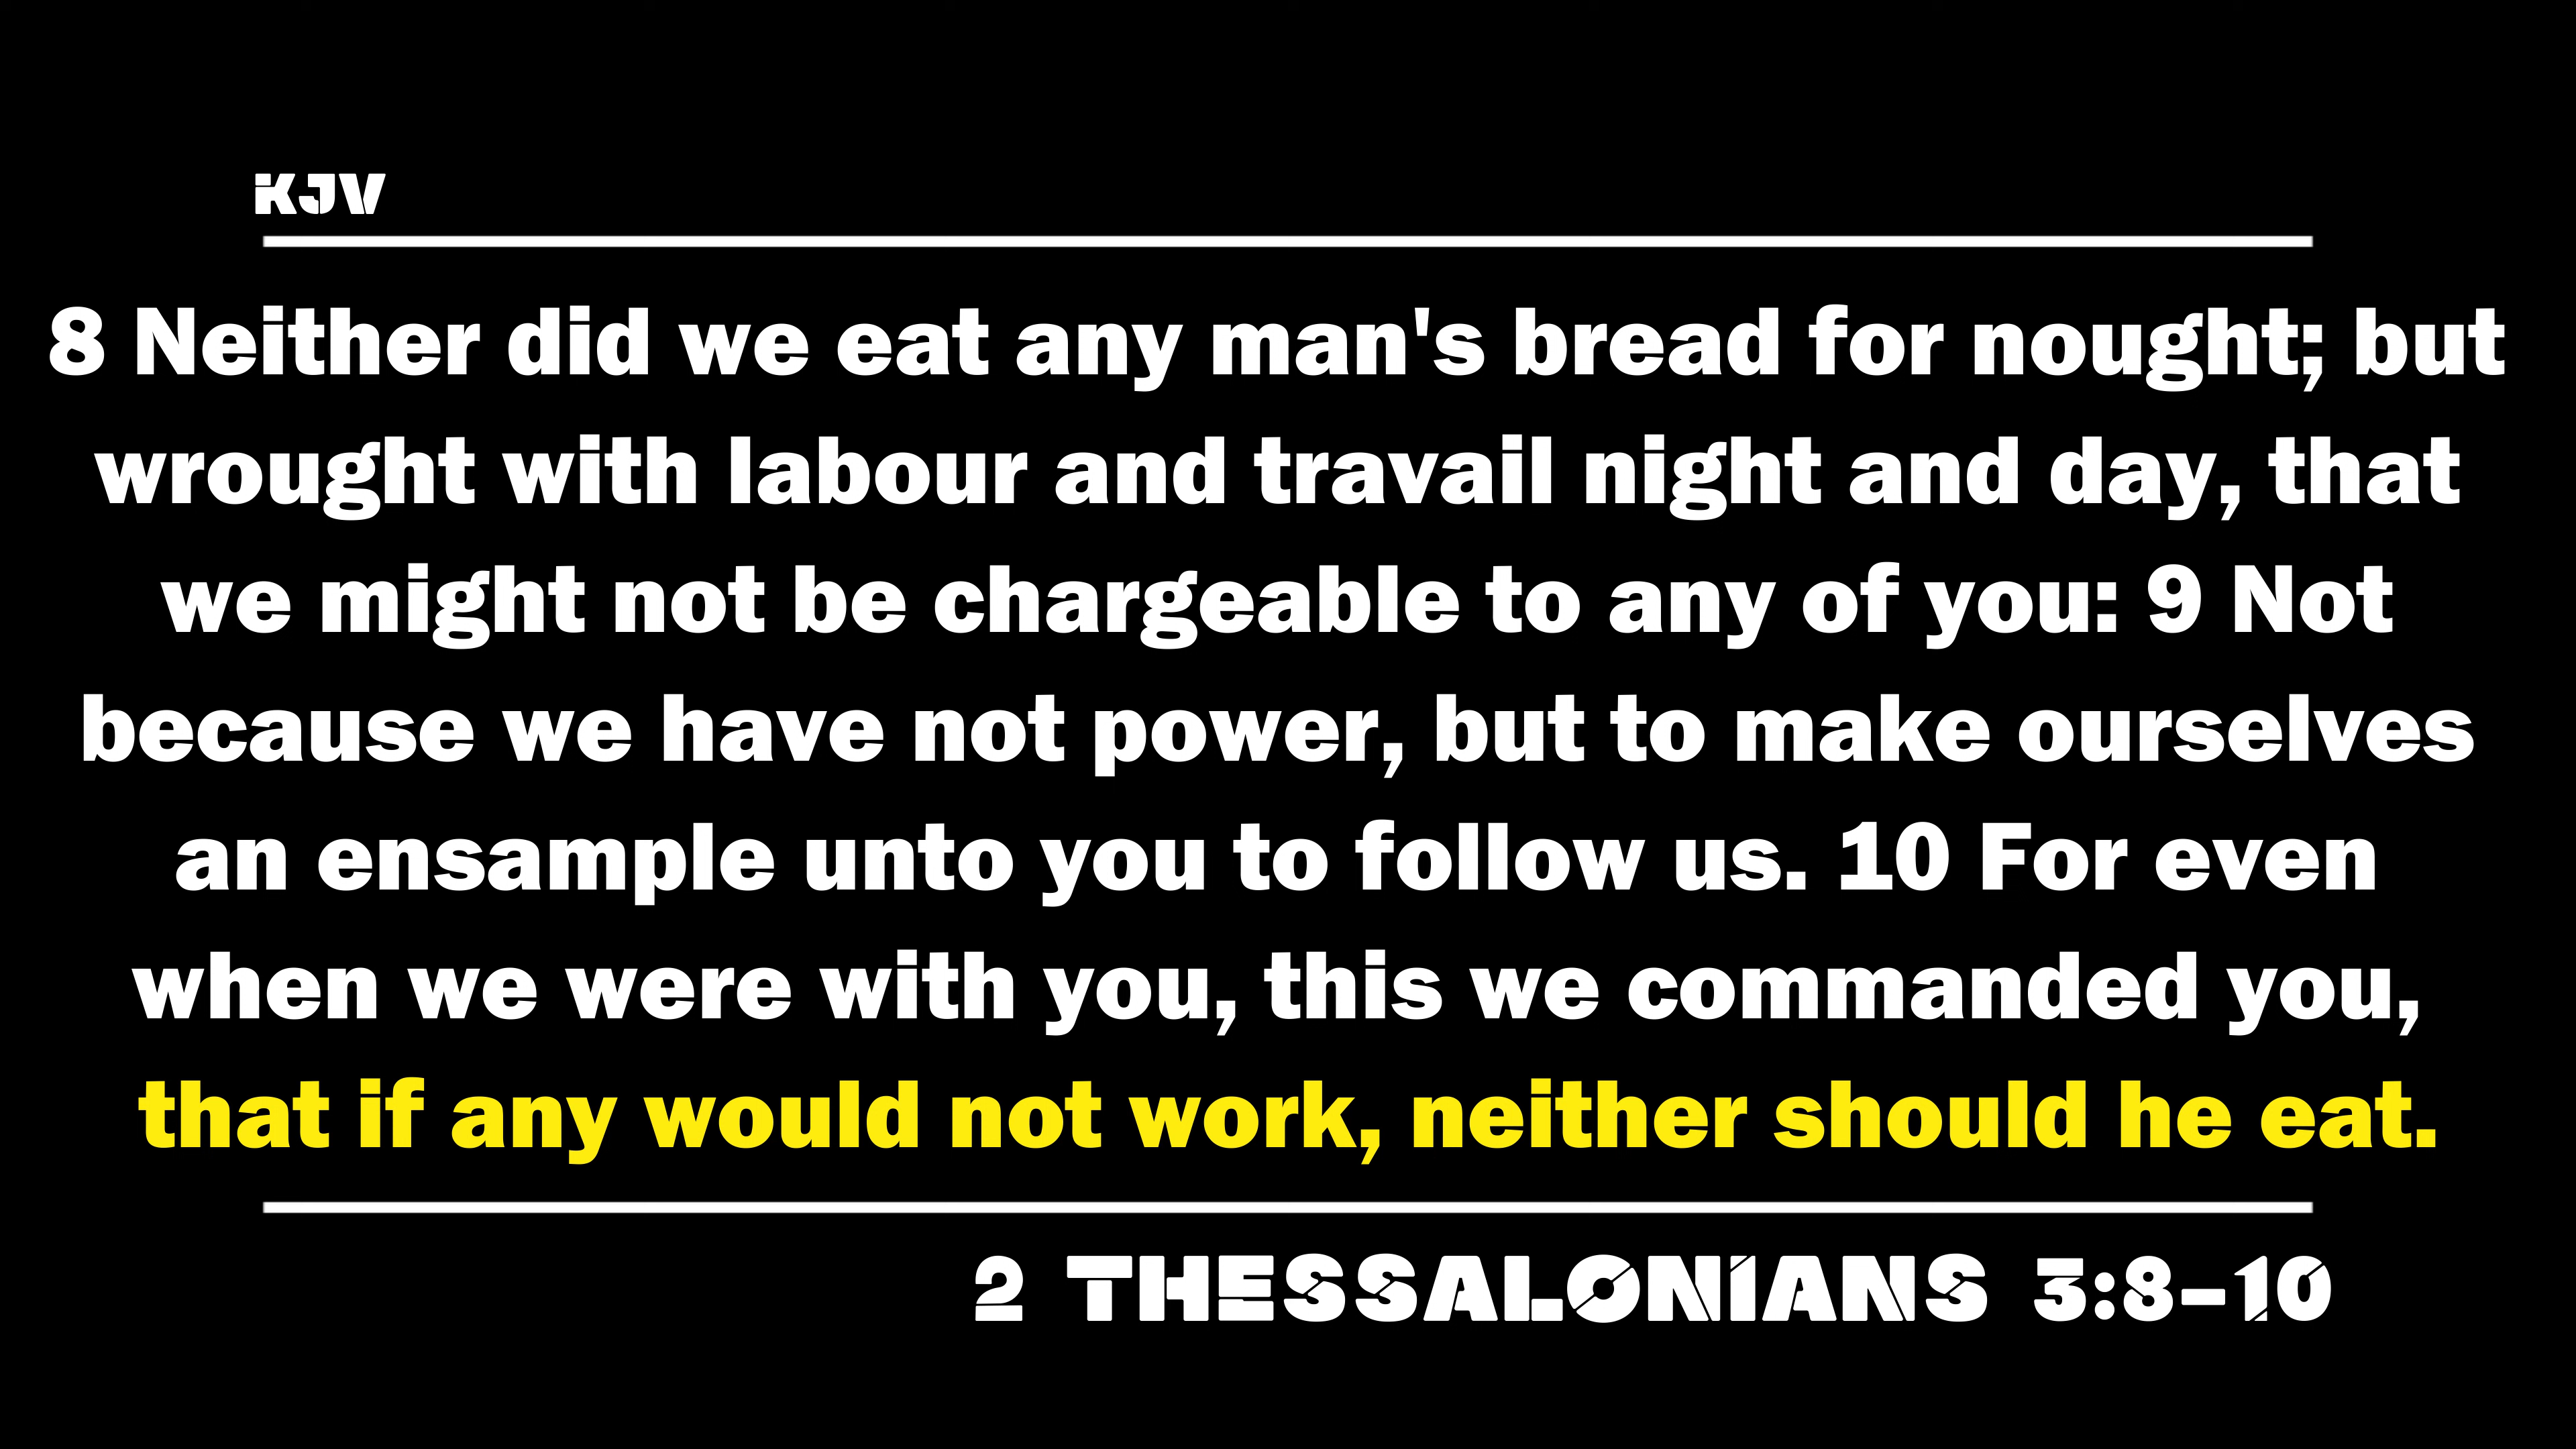 KJV
8 Neither did we eat any man's bread for nought; but
wrought with labour and travail night and day, that
we might not be chargeable to any of you: 9 Not
because we have not power, but to make ourselves
an ensample unto you to follow us. 10 For even
when we were with you, this we commanded you,
that if any would not work, neither should he eat.
2 THESSALONIANS 3:8-10